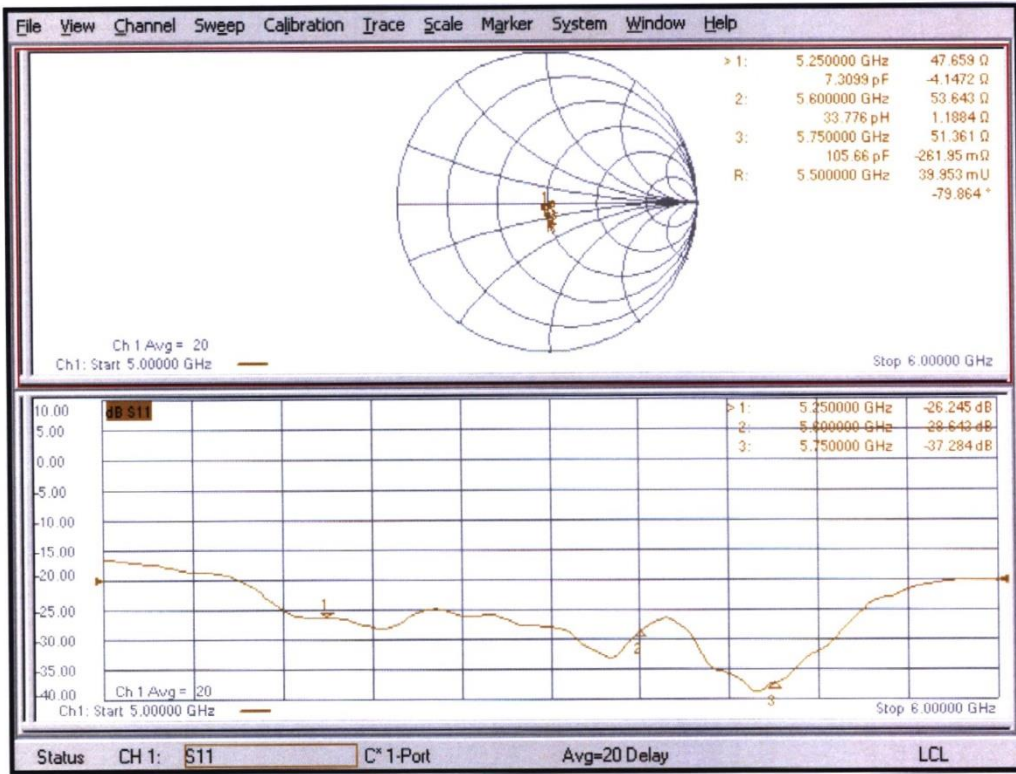 File View Channel Sweep Calibration Trace Scale Marker System Window Help
> 1: 5.250000 GHz 47.659 Ω
7.3099 pF -4.1472 Ω
2: 5.600000 GHz 53.643 Ω
33.776 pH 1.1884 Ω
3: 5.750000 GHz 51.361 Ω
105.66 pF -261.95 mΩ
R: 5.500000 GHz 39.953 mU
-79.864 °
1
Ch 1 Avg = 20
Ch1: Start 5.00000 GHz
Stop 6.00000 GHz
10.00
5.00
0.00
-5.00
-10.00
-15.00
-20.00
-25.00
-30.00
-35.00
-40.00
dB S11
> 1: 5.250000 GHz -26.245 dB
2: 5.600000 GHz -28.643 dB
3: 5.750000 GHz -37.284 dB
1
2
3
Ch 1 Avg = 20
Ch1: Start 5.00000 GHz
Stop 6.00000 GHz
Status CH 1: S11 C* 1-Port Avg=20 Delay LCL